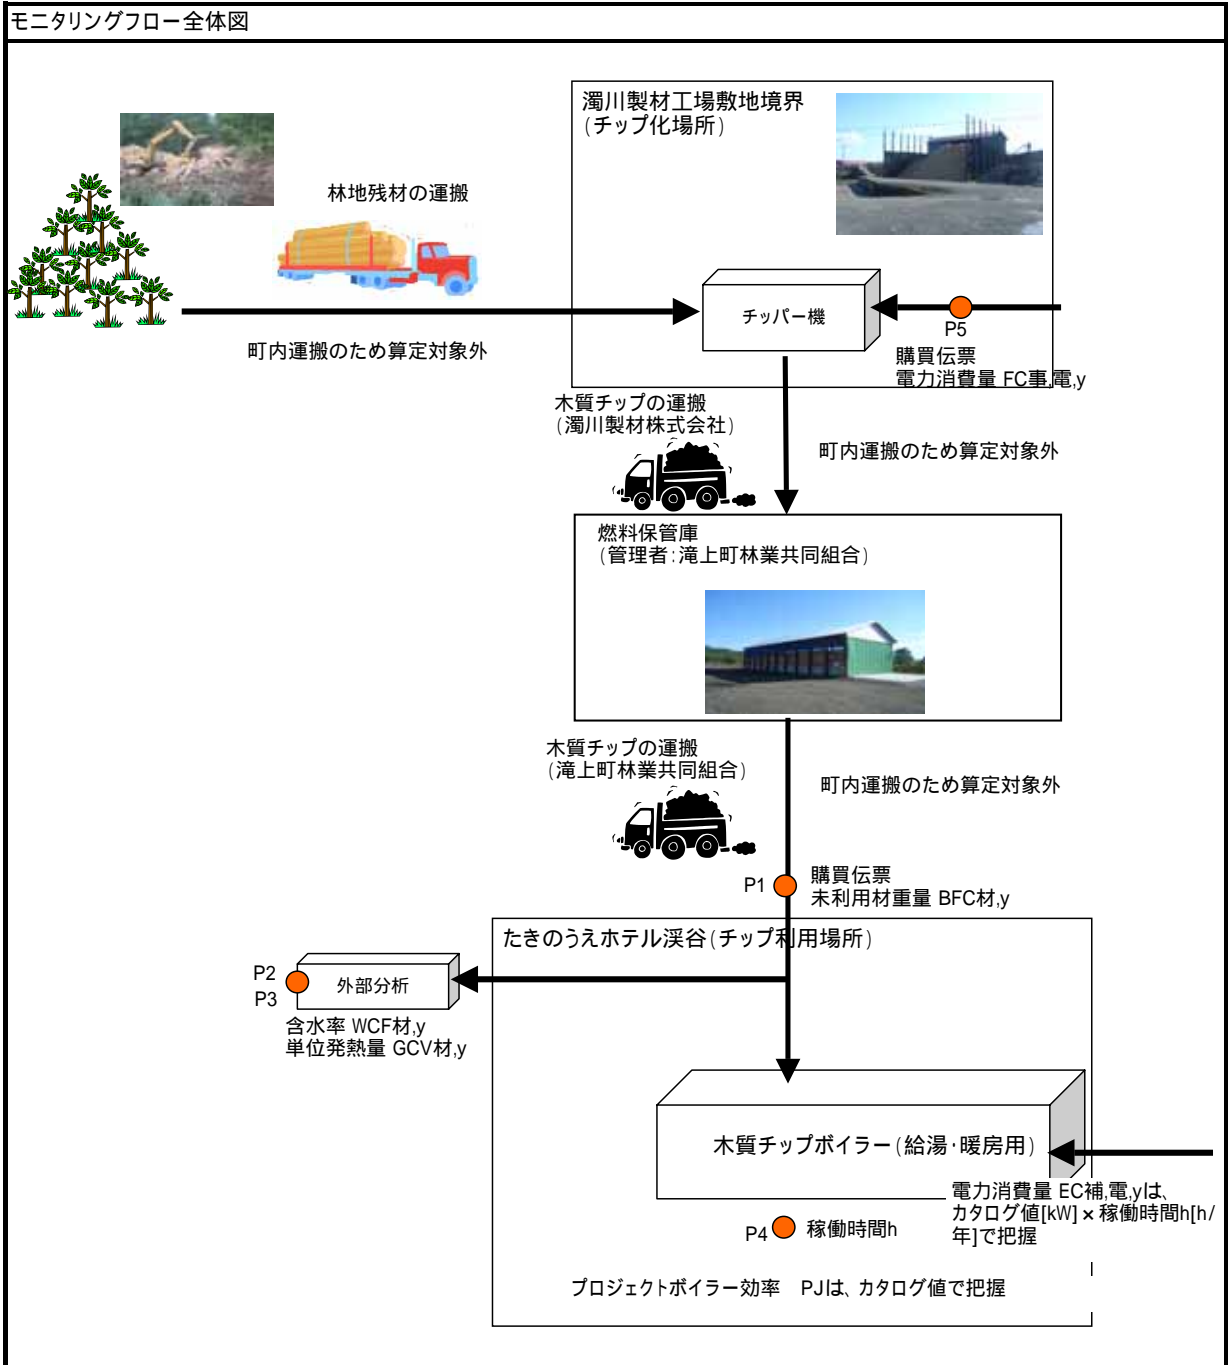 モニタリングフロー全体図
濁川製材工場敷地境界
(チップ化場所)
林地残材の運搬
チッパー機
町内運搬のため算定対象外
P5
購買伝票
電力消費量 FC事,電,y
木質チップの運搬
(濁川製材株式会社)
町内運搬のため算定対象外
燃料保管庫
(管理者:滝上町林業共同組合)
木質チップの運搬
(滝上町林業共同組合)
町内運搬のため算定対象外
P1
購買伝票
未利用材重量 BFC材,y
たきのうえホテル渓谷(チップ利用場所)
P2
P3
外部分析
含水率 WCF材,y
単位発熱量 GCV材,y
木質チップボイラー(給湯・暖房用)
電力消費量 EC補,電,yは、
カタログ値[kW]×稼働時間h[h/
年]で把握
P4
稼働時間h
プロジェクトボイラー効率 PJは、カタログ値で把握